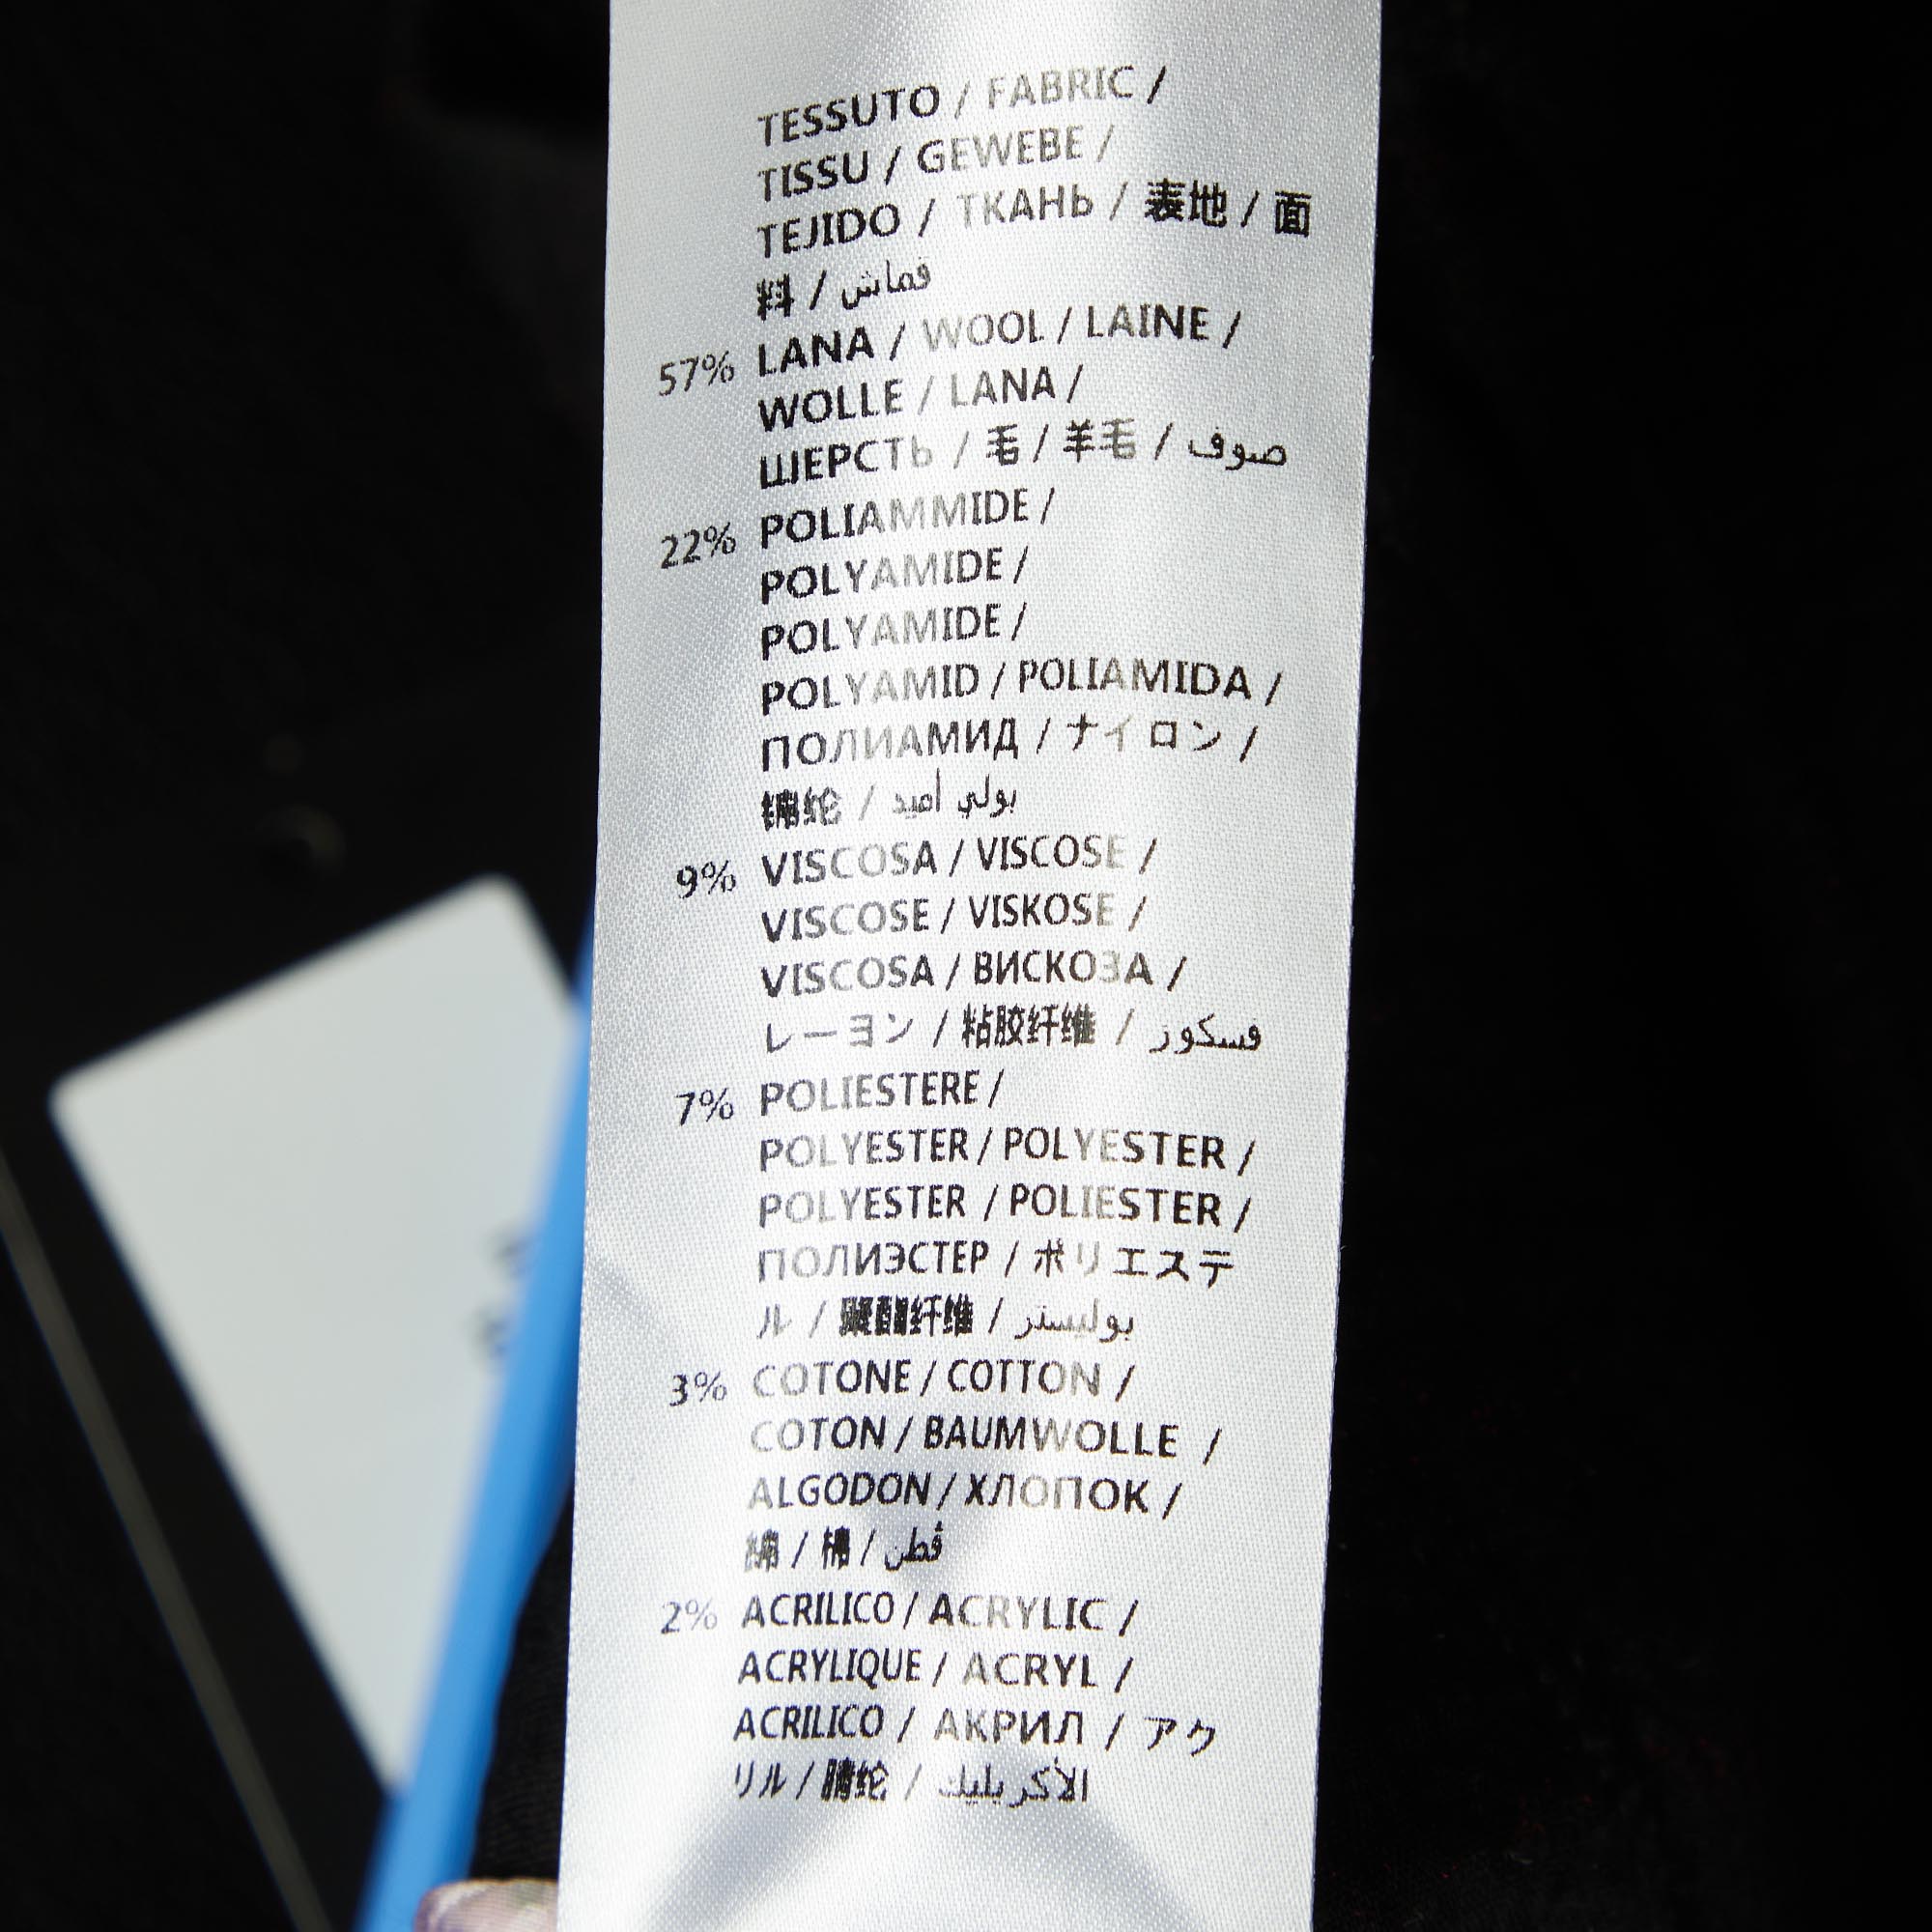 TESSUTO / FABRIC /
TISSU / GEWEBE /
TEJIDO / ТКАНЬ / 表地 / 面
料 / قماش
57% LANA / WOOL / LAINE /
WOLLE / LANA /
ШЕРСТЬ / 毛 / 羊毛 / صوف
22% POLIAMMIDE /
POLYAMIDE /
POLYAMIDE /
POLYAMID / POLIAMIDA /
ПОЛИАМИД / ナイロン /
锦纶 / بولي أميد
9% VISCOSA / VISCOSE /
VISCOSE / VISKOSE /
VISCOSA / ВИСКОЗА /
レーヨン / 粘胶纤维 / فسكوز
7% POLIESTERE /
POLYESTER / POLYESTER /
POLYESTER / POLIESTER /
ПОЛИЭСТЕР / ポリエステ
ル / 聚酯纤维 / بوليستر
3% COTONE / COTTON /
COTON / BAUMWOLLE /
ALGODON / ХЛОПОК /
綿 / 棉 / قطن
2% ACRILICO / ACRYLIC /
ACRYLIQUE / ACRYL /
ACRILICO / АКРИЛ / アク
リル / 腈纶 / الأكريليك